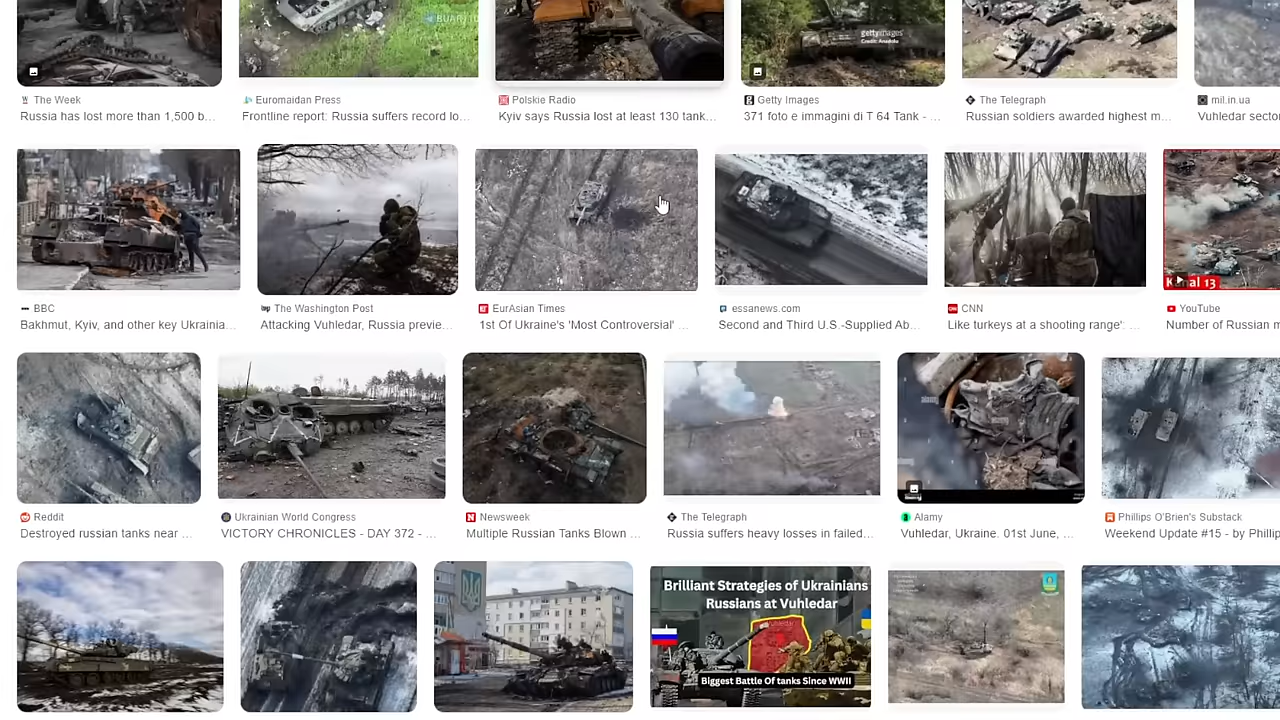 gettyimages
Credit: Anadolu
The Week
Russia has lost more than 1,500 b...
Euromaidan Press
Frontline report: Russia suffers record lo...
Polskie Radio
Kyiv says Russia lost at least 130 tank...
Getty Images
371 foto e immagini di T 64 Tank - ...
The Telegraph
Russian soldiers awarded highest m...
mil.in.ua
Vuhledar secto
BBC
Bakhmut, Kyiv, and other key Ukrainia...
The Washington Post
Attacking Vuhledar, Russia previe...
EurAsian Times
1st Of Ukraine's 'Most Controversial' ...
essanews.com
Second and Third U.S.-Supplied Ab...
CNN
Like turkeys at a shooting range': ...
YouTube
Number of Russian m
Reddit
Destroyed russian tanks near ...
Ukrainian World Congress
VICTORY CHRONICLES - DAY 372 - ...
Newsweek
Multiple Russian Tanks Blown ...
The Telegraph
Russia suffers heavy losses in failed...
Alamy
Vuhledar, Ukraine. 01st June, ...
Phillips O'Brien's Substack
Weekend Update #15 - by Phillip
Brilliant Strategies of Ukrainians
Russians at Vuhledar
Biggest Battle Of tanks Since WWII